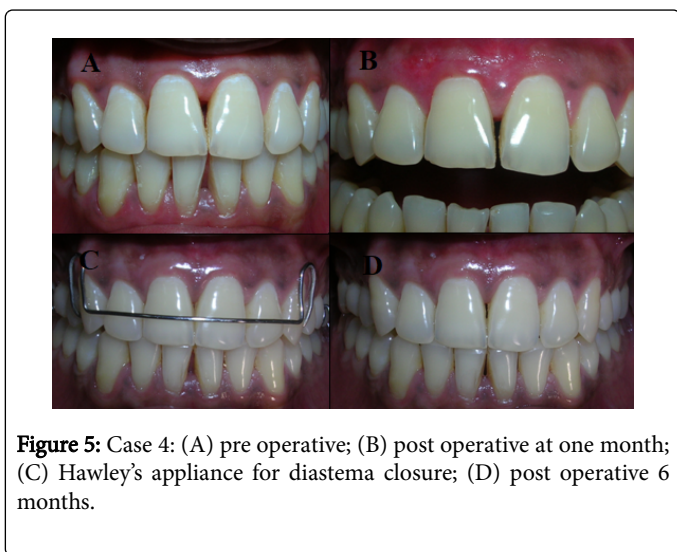 A
B
C
D
Figure 5: Case 4: (A) pre operative; (B) post operative at one month;
(C) Hawley's appliance for diastema closure; (D) post operative 6
months.